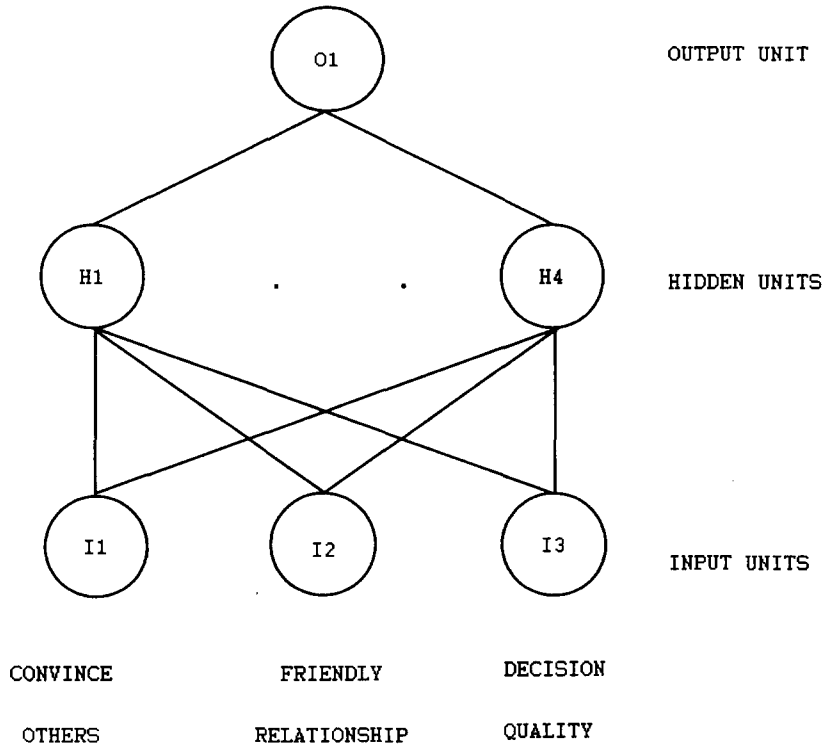 O1
OUTPUT UNIT
H1
H4
HIDDEN UNITS
I1
I2
I3
INPUT UNITS
CONVINCE
OTHERS
FRIENDLY
RELATIONSHIP
DECISION
QUALITY